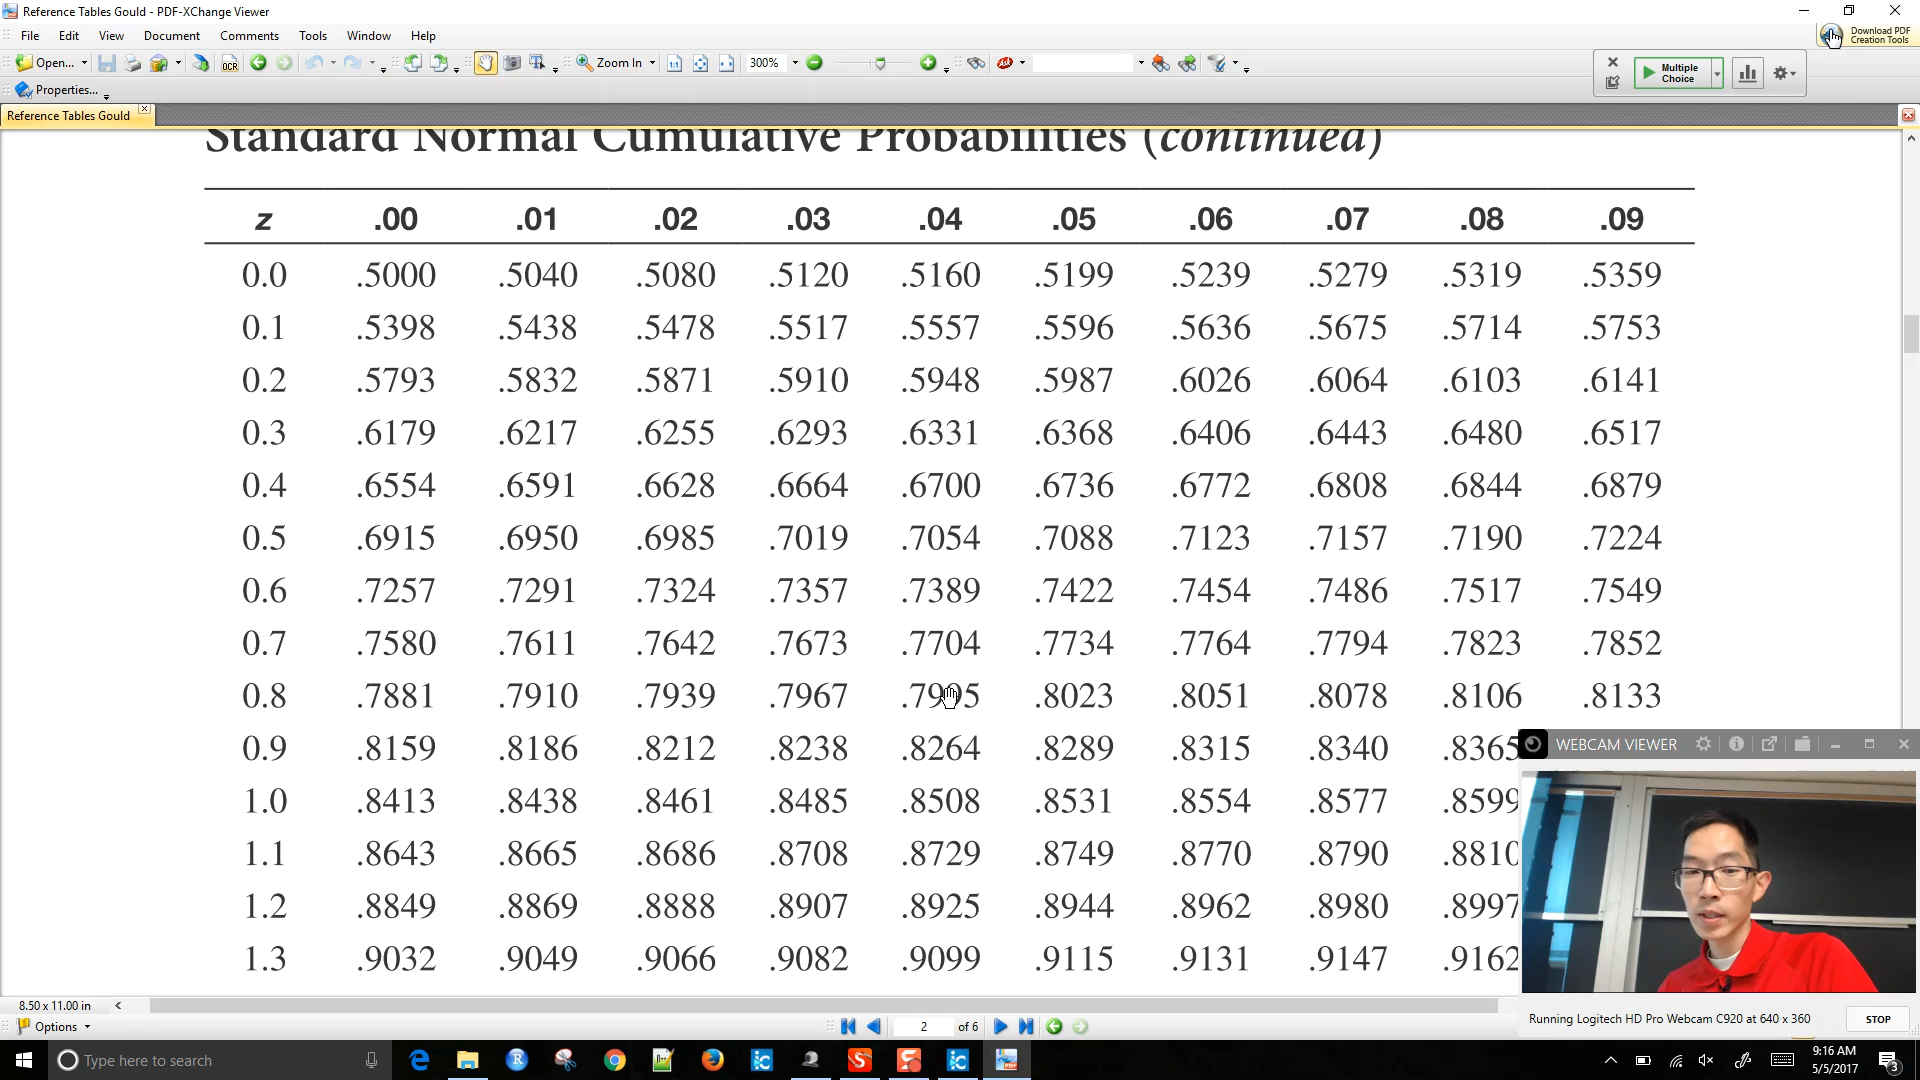 Reference Tables Gould - PDF-XChange Viewer
File Edit View Document Comments Tools Window Help
Download PDF
Creation Tools
Open... OCR Zoom In 300%
Multiple
Choice
Properties...
Reference Tables Gould
Standard Normal Cumulative Probabilities (continued)
z .00 .01 .02 .03 .04 .05 .06 .07 .08 .09
0.0 .5000 .5040 .5080 .5120 .5160 .5199 .5239 .5279 .5319 .5359
0.1 .5398 .5438 .5478 .5517 .5557 .5596 .5636 .5675 .5714 .5753
0.2 .5793 .5832 .5871 .5910 .5948 .5987 .6026 .6064 .6103 .6141
0.3 .6179 .6217 .6255 .6293 .6331 .6368 .6406 .6443 .6480 .6517
0.4 .6554 .6591 .6628 .6664 .6700 .6736 .6772 .6808 .6844 .6879
0.5 .6915 .6950 .6985 .7019 .7054 .7088 .7123 .7157 .7190 .7224
0.6 .7257 .7291 .7324 .7357 .7389 .7422 .7454 .7486 .7517 .7549
0.7 .7580 .7611 .7642 .7673 .7704 .7734 .7764 .7794 .7823 .7852
0.8 .7881 .7910 .7939 .7967 .7995 .8023 .8051 .8078 .8106 .8133
0.9 .8159 .8186 .8212 .8238 .8264 .8289 .8315 .8340 .8365
1.0 .8413 .8438 .8461 .8485 .8508 .8531 .8554 .8577 .8599
1.1 .8643 .8665 .8686 .8708 .8729 .8749 .8770 .8790 .8810
1.2 .8849 .8869 .8888 .8907 .8925 .8944 .8962 .8980 .8997
1.3 .9032 .9049 .9066 .9082 .9099 .9115 .9131 .9147 .9162
WEBCAM VIEWER
Running Logitech HD Pro Webcam C920 at 640 x 360 STOP
8.50 x 11.00 in
Options 2 of 6
Type here to search
9:16 AM
5/5/2017
3